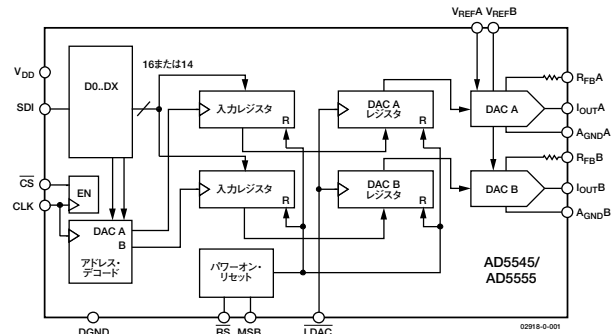 VREFA VREFB
VDD
SDI
D0..DX
16または14
入力レジスタ
R
DAC A
レジスタ
R
DAC A
RFBA
IOUTA
AGNDA
入力レジスタ
R
DAC B
レジスタ
R
DAC B
RFBB
IOUTB
AGNDB
CS
CLK
EN
DAC A
B
アドレス・
デコード
パワーオン・
リセット
AD5545/
AD5555
DGND
RS
MSB
LDAC
02918-0-001